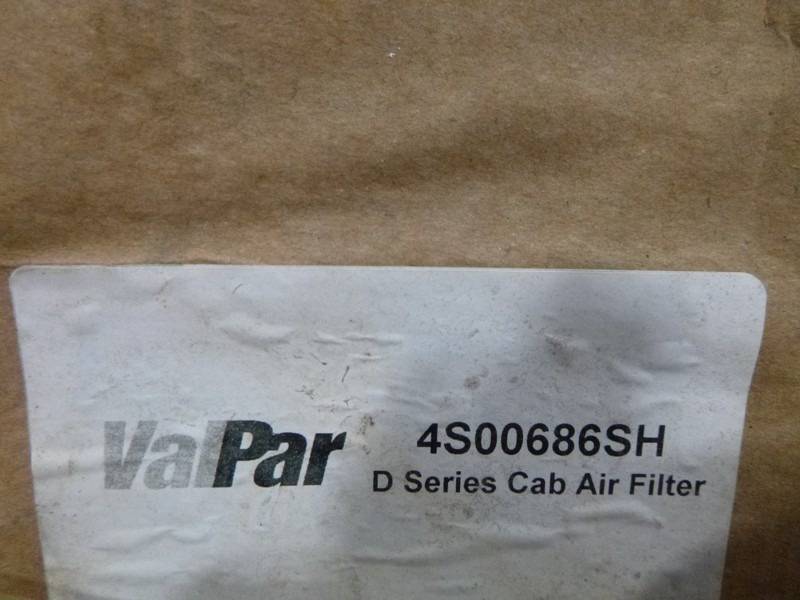 ValPar
4S00686SH
D Series Cab Air Filter